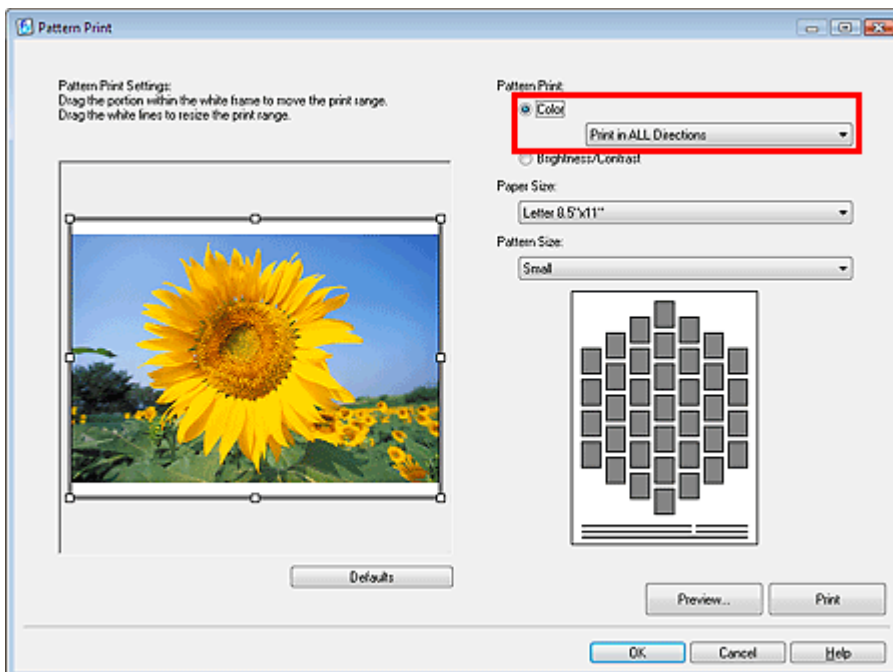 Pattern Print
Pattern Print Settings:
Drag the portion within the white frame to move the print range.
Drag the white lines to resize the print range.
Defaults
Pattern Print:
Color
Print in ALL Directions
Brightness/Contrast
Paper Size:
Letter 8.5"x11"
Pattern Size:
Small
Preview...
Print
OK
Cancel
Help